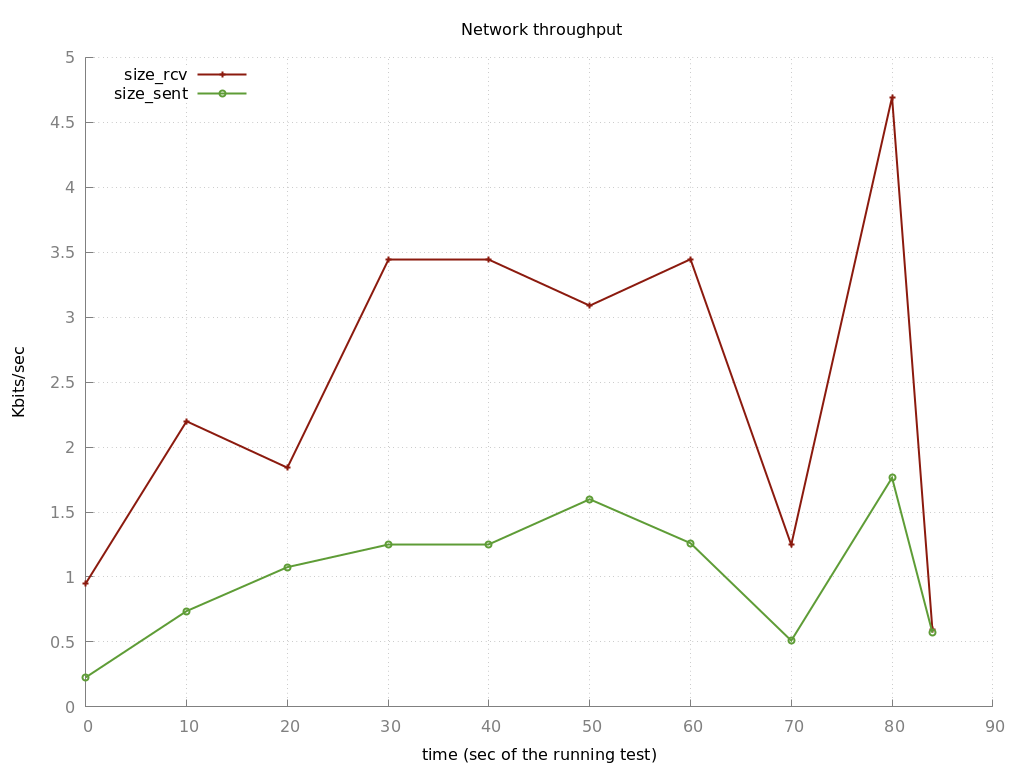 Network throughput
size_rcv
size_sent
5
4.5
4
3.5
3
2.5
2
1.5
1
0.5
0
Kbits/sec
0 10 20 30 40 50 60 70 80 90
time (sec of the running test)